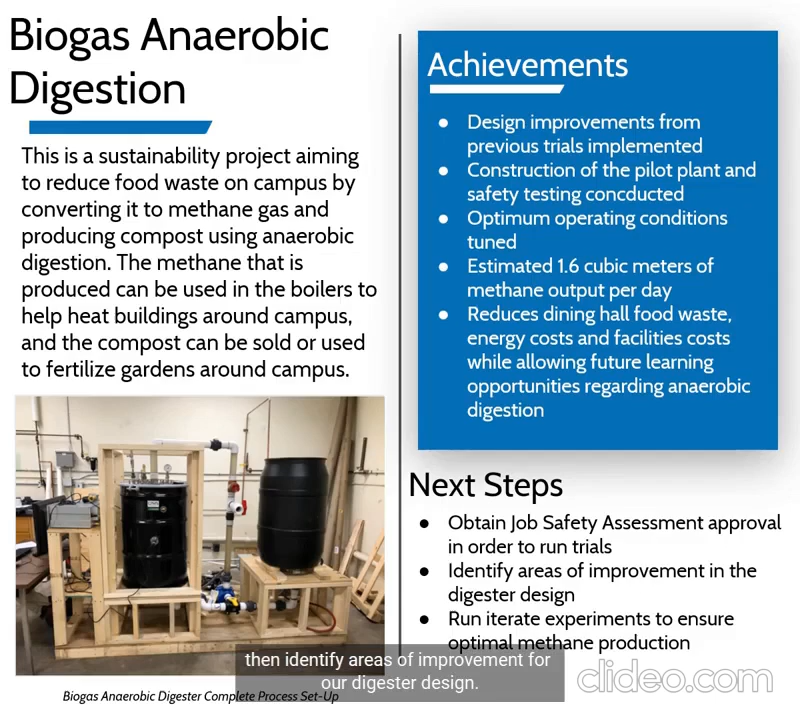 Biogas Anaerobic
Digestion
This is a sustainability project aiming
to reduce food waste on campus by
converting it to methane gas and
producing compost using anaerobic
digestion. The methane that is
produced can be used in the boilers to
help heat buildings around campus,
and the compost can be sold or used
to fertilize gardens around campus.
Biogas Anaerobic Digester Complete Process Set-Up
Achievements
● Design improvements from
previous trials implemented
● Construction of the pilot plant and
safety testing concducted
● Optimum operating conditions
tuned
● Estimated 1.6 cubic meters of
methane output per day
● Reduces dining hall food waste,
energy costs and facilities costs
while allowing future learning
opportunities regarding anaerobic
digestion
Next Steps
● Obtain Job Safety Assessment approval
in order to run trials
● Identify areas of improvement in the
digester design
● Run iterate experiments to ensure
optimal methane production
then identify areas of improvement for
our digester design.
clideo.com